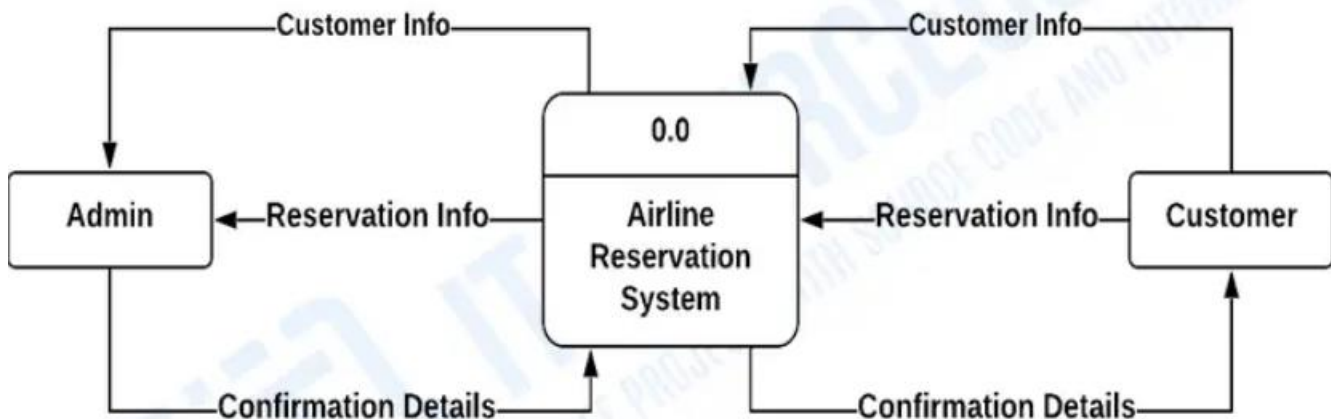 Customer Info
Customer Info
0.0
Admin
Reservation Info
Airline
Reservation
System
Reservation Info
Customer
Confirmation Details
Confirmation Details